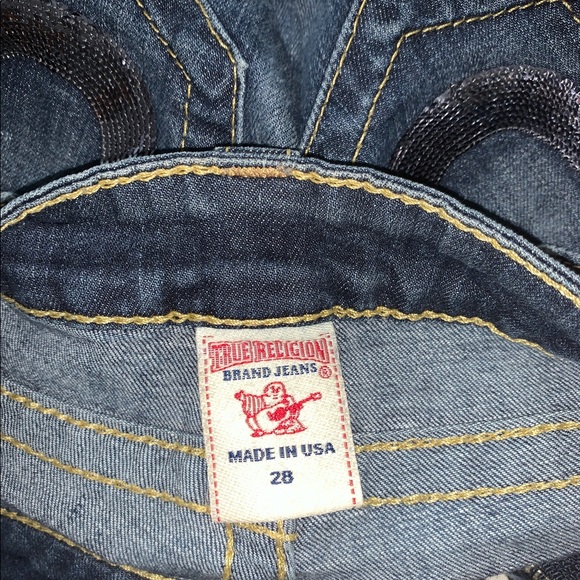 TRUE RELIGION
BRAND JEANS®
MADE IN USA
28